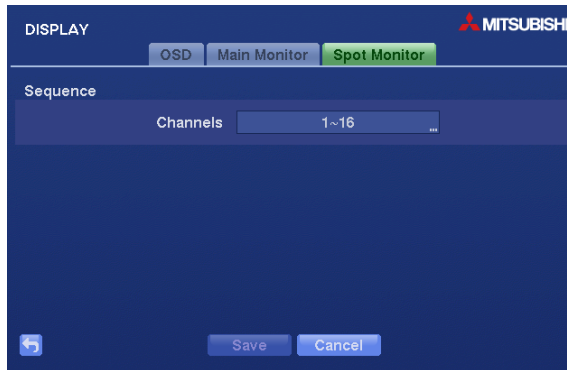 DISPLAY
MITSUBISHI
OSD Main Monitor Spot Monitor
Sequence
Channels 1~16 ...
Save Cancel